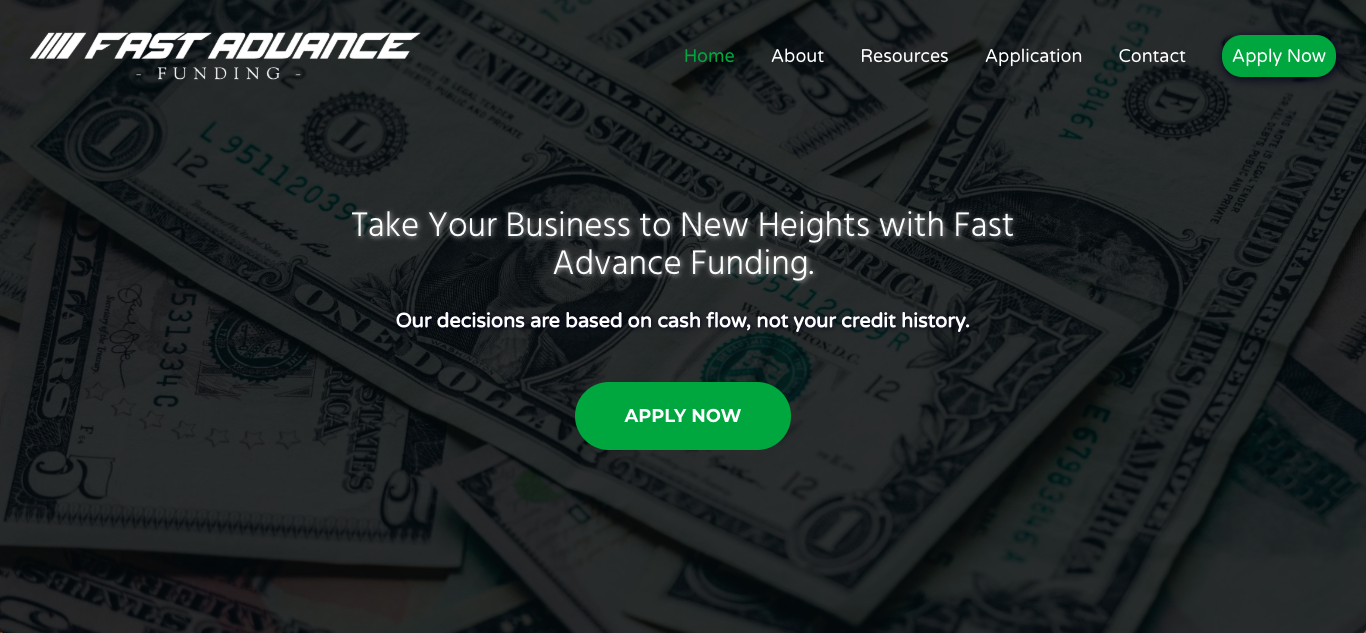 FAST ADVANCE
- FUNDING -
Home
About
Resources
Application
Contact
Apply Now
Take Your Business to New Heights with Fast
Advance Funding.
Our decisions are based on cash flow, not your credit history.
APPLY NOW